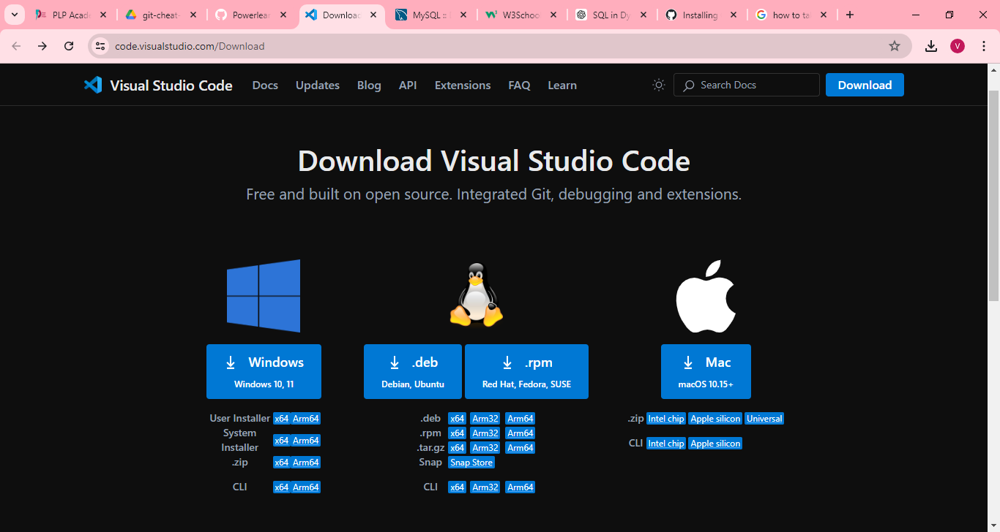 PLP Acade
git-cheat-
Powerlear
Download
MySQL ::
W3Schoo
SQL in Dy
Installing
how to ta
code.visualstudio.com/Download
V
Visual Studio Code Docs Updates Blog API Extensions FAQ Learn Search Docs Download
Download Visual Studio Code
Free and built on open source. Integrated Git, debugging and extensions.
Windows
Windows 10, 11
User Installer x64 Arm64
System
Installer x64 Arm64
.zip x64 Arm64
CLI x64 Arm64
.deb
Debian, Ubuntu
.rpm
Red Hat, Fedora, SUSE
.deb x64 Arm32 Arm64
.rpm x64 Arm32 Arm64
.tar.gz x64 Arm32 Arm64
Snap Snap Store
CLI x64 Arm32 Arm64
Mac
macOS 10.15+
.zip Intel chip Apple silicon Universal
CLI Intel chip Apple silicon